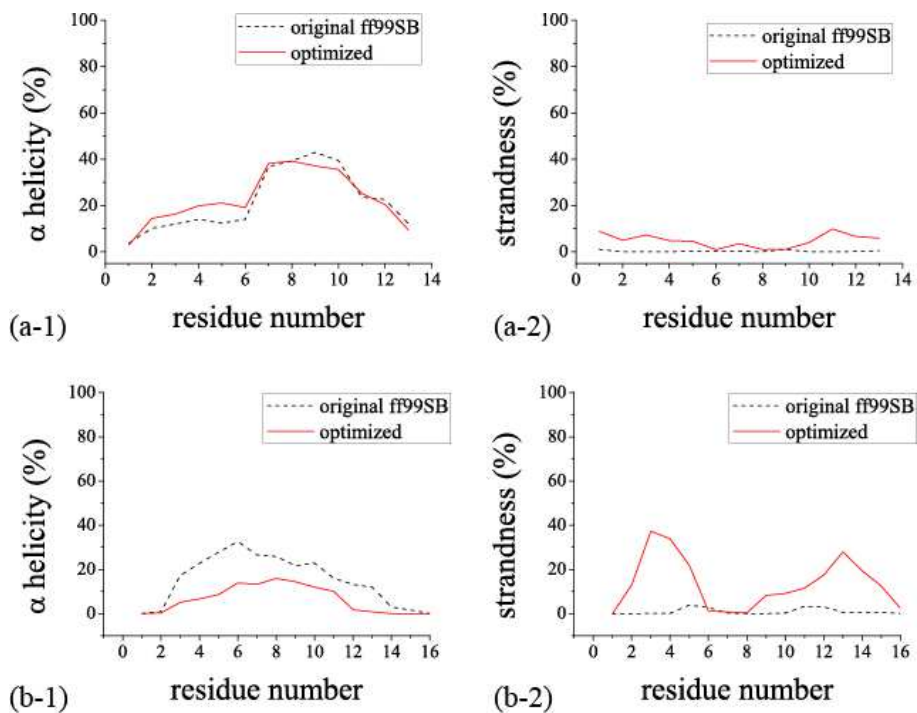 100
80
60
40
20
0
α helicity (%)
original ff99SB
optimized
0 2 4 6 8 10 12 14
residue number
(a-1)
100
80
60
40
20
0
strandness (%)
original ff99SB
optimized
0 2 4 6 8 10 12 14
residue number
(a-2)
100
80
60
40
20
0
α helicity (%)
original ff99SB
optimized
0 2 4 6 8 10 12 14 16
residue number
(b-1)
100
80
60
40
20
0
strandness (%)
original ff99SB
optimized
0 2 4 6 8 10 12 14 16
residue number
(b-2)